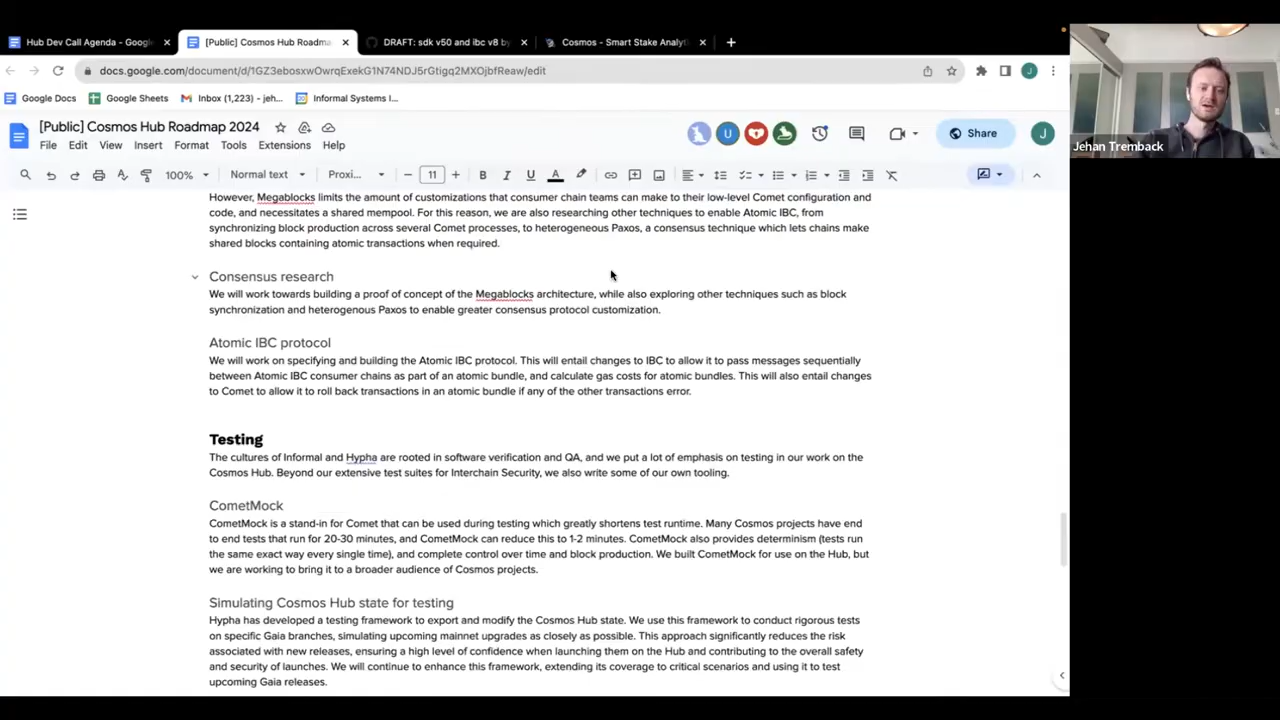 Hub Dev Call Agenda - Google
[Public] Cosmos Hub Roadma
DRAFT: sdk v50 and ibc v8 by
Cosmos - Smart Stake Analyt
docs.google.com/document/d/1GZ3ebosxwOwrqExekG1N74NDJ5rGtigq2MXOjbfReaw/edit
Google Docs
Google Sheets
Inbox (1,223) - jeh...
Informal Systems I...
J
[Public] Cosmos Hub Roadmap 2024
U
Share
J
File Edit View Insert Format Tools Extensions Help
100% Normal text Proxi... 11 B I U A
However, Megablocks limits the amount of customizations that consumer chain teams can make to their low-level Comet configuration and
code, and necessitates a shared mempool. For this reason, we are also researching other techniques to enable Atomic IBC, from
synchronizing block production across several Comet processes, to heterogeneous Paxos, a consensus technique which lets chains make
shared blocks containing atomic transactions when required.
Consensus research
We will work towards building a proof of concept of the Megablocks architecture, while also exploring other techniques such as block
synchronization and heterogenous Paxos to enable greater consensus protocol customization.
Atomic IBC protocol
We will work on specifying and building the Atomic IBC protocol. This will entail changes to IBC to allow it to pass messages sequentially
between Atomic IBC consumer chains as part of an atomic bundle, and calculate gas costs for atomic bundles. This will also entail changes
to Comet to allow it to roll back transactions in an atomic bundle if any of the other transactions error.
Testing
The cultures of Informal and Hypha are rooted in software verification and QA, and we put a lot of emphasis on testing in our work on the
Cosmos Hub. Beyond our extensive test suites for Interchain Security, we also write some of our own tooling.
CometMock
CometMock is a stand-in for Comet that can be used during testing which greatly shortens test runtime. Many Cosmos projects have end
to end tests that run for 20-30 minutes, and CometMock can reduce this to 1-2 minutes. CometMock also provides determinism (tests run
the same exact way every single time), and complete control over time and block production. We built CometMock for use on the Hub, but
we are working to bring it to a broader audience of Cosmos projects.
Simulating Cosmos Hub state for testing
Hypha has developed a testing framework to export and modify the Cosmos Hub state. We use this framework to conduct rigorous tests
on specific Gaia branches, simulating upcoming mainnet upgrades as closely as possible. This approach significantly reduces the risk
associated with new releases, ensuring a high level of confidence when launching them on the Hub and contributing to the overall safety
and security of launches. We will continue to enhance this framework, extending its coverage to critical scenarios and using it to test
upcoming Gaia releases.
Jehan Tremback